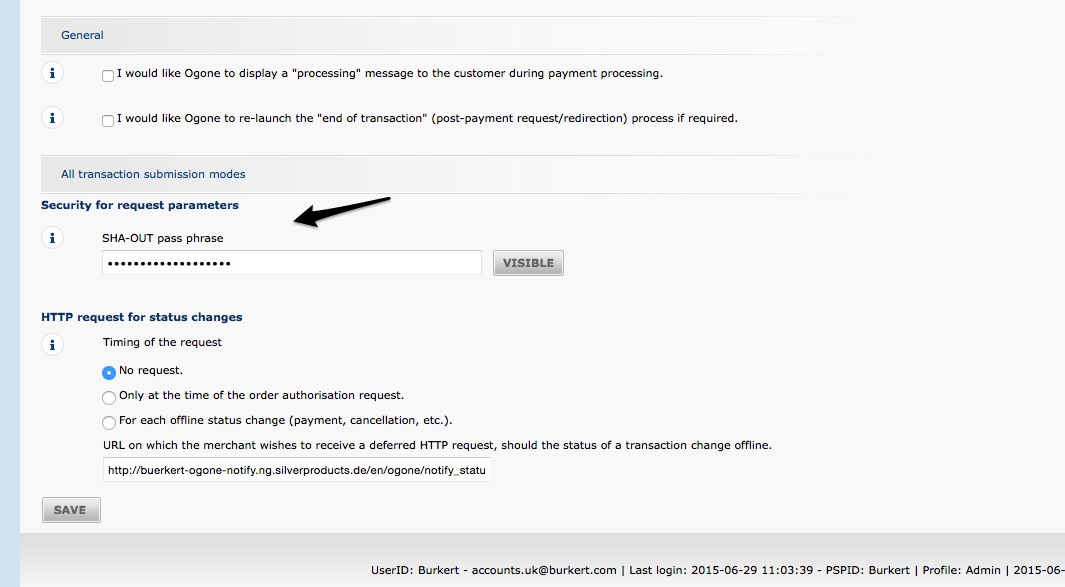 General
I would like Ogone to display a "processing" message to the customer during payment processing.
I would like Ogone to re-launch the "end of transaction" (post-payment request/redirection) process if required.
All transaction submission modes
Security for request parameters
SHA-OUT pass phrase
•••••••••••••••••••
VISIBLE
HTTP request for status changes
Timing of the request
No request.
Only at the time of the order authorisation request.
For each offline status change (payment, cancellation, etc.).
URL on which the merchant wishes to receive a deferred HTTP request, should the status of a transaction change offline.
http://buerkert-ogone-notify.ng.silverproducts.de/en/ogone/notify_statu
SAVE
UserID: Burkert - accounts.uk@burkert.com | Last login: 2015-06-29 11:03:39 - PSPID: Burkert | Profile: Admin | 2015-06-